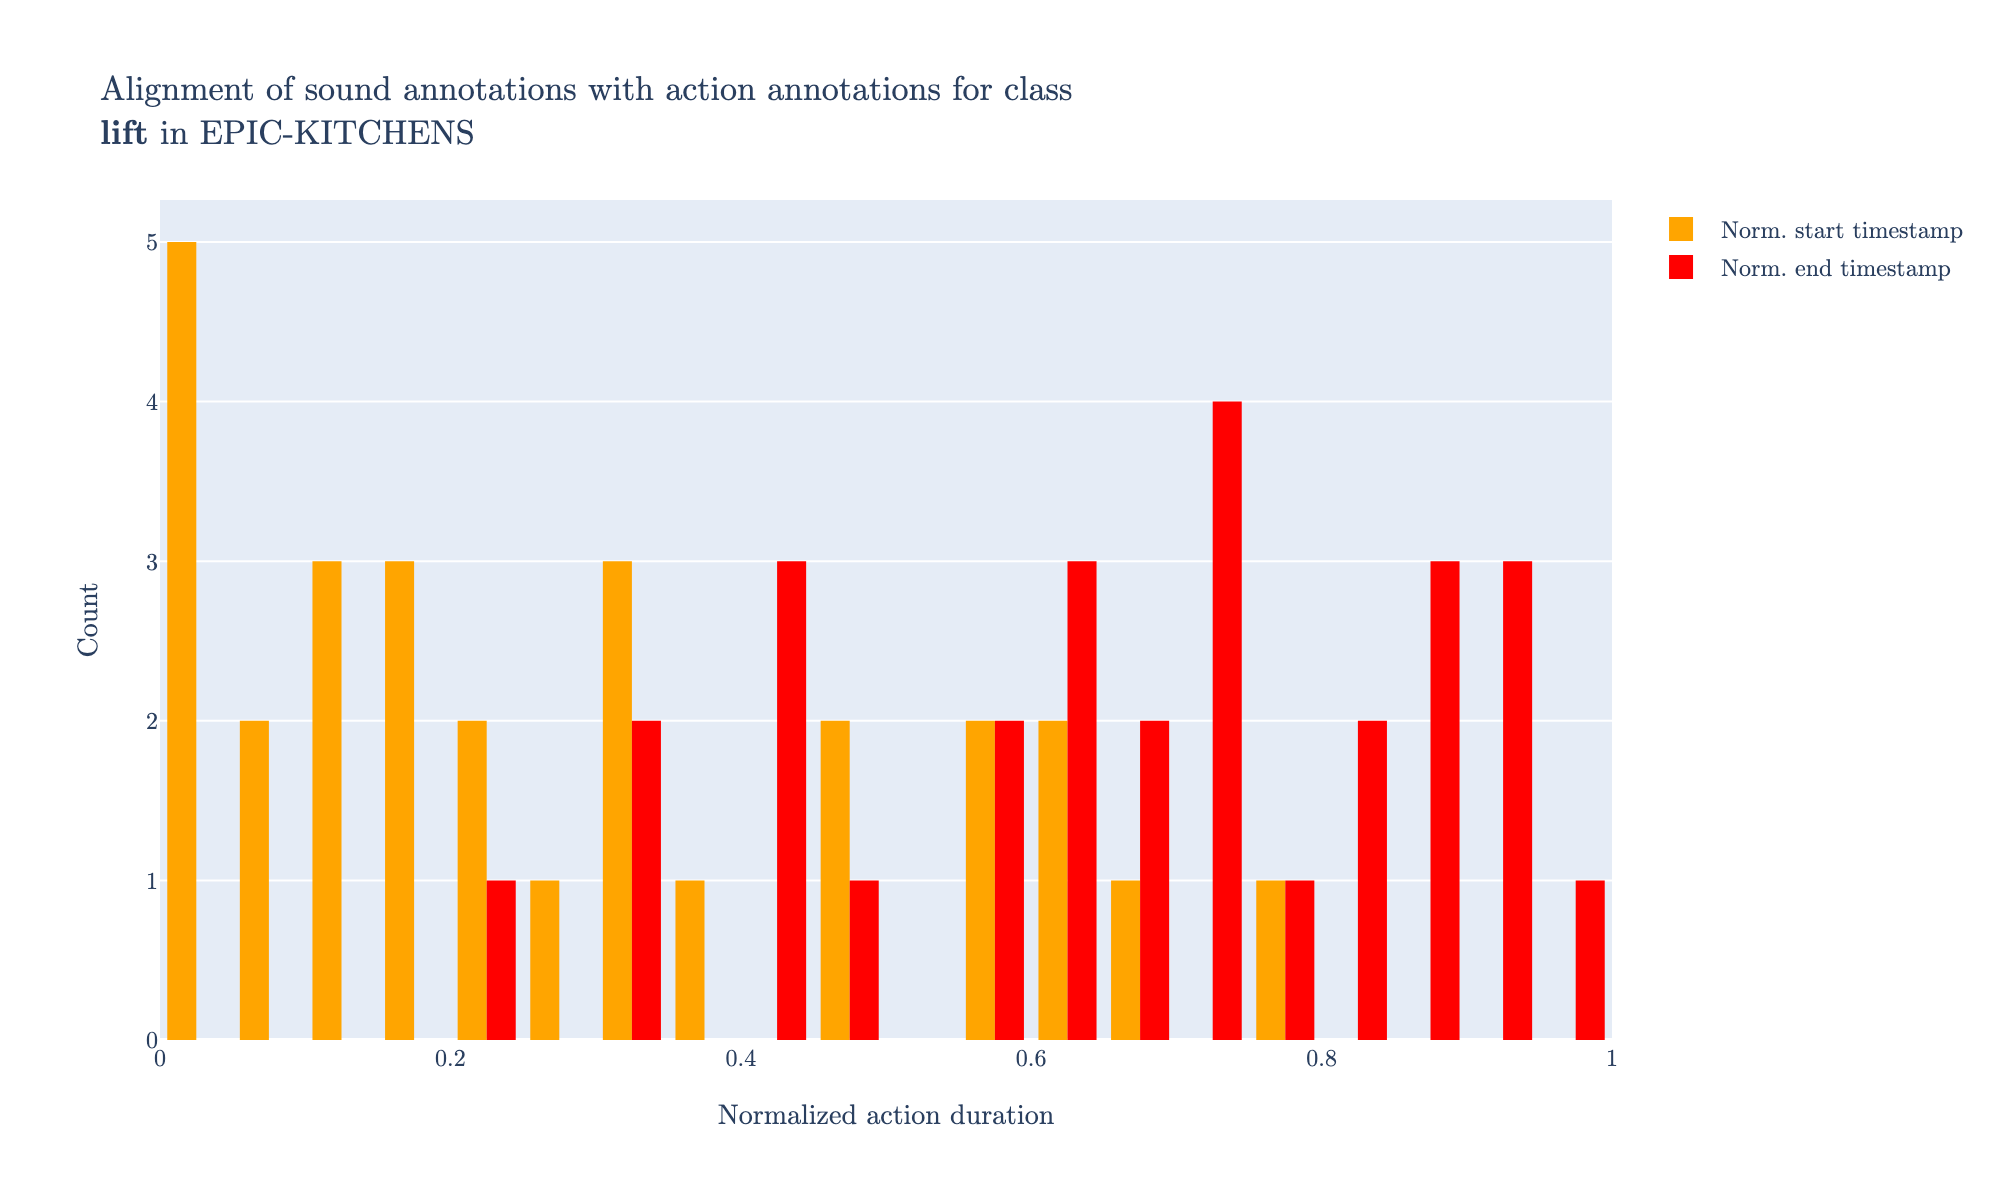 Alignment of sound annotations with action annotations for class
lift in EPIC-KITCHENS
Norm. start timestamp
Norm. end timestamp
5
4
3
2
1
0
Count
0 0.2 0.4 0.6 0.8 1
Normalized action duration